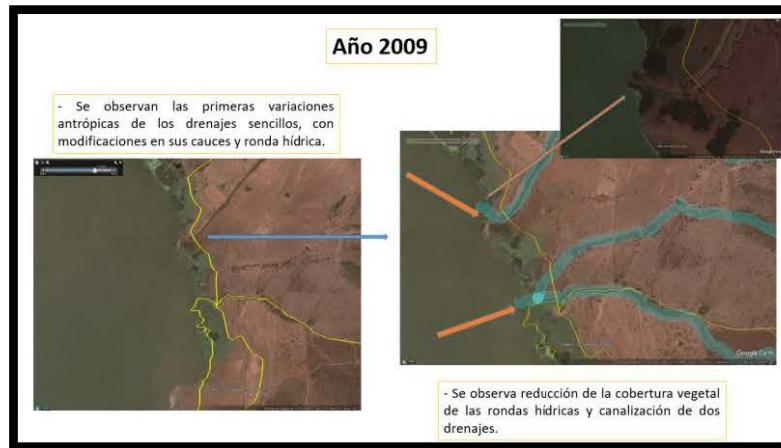 Año 2009
- Se observan las primeras variaciones
antrópicas de los drenajes sencillos, con
modificaciones en sus cauces y ronda hídrica.
Google Earth
- Se observa reducción de la cobertura vegetal
de las rondas hídricas y canalización de dos
drenajes.